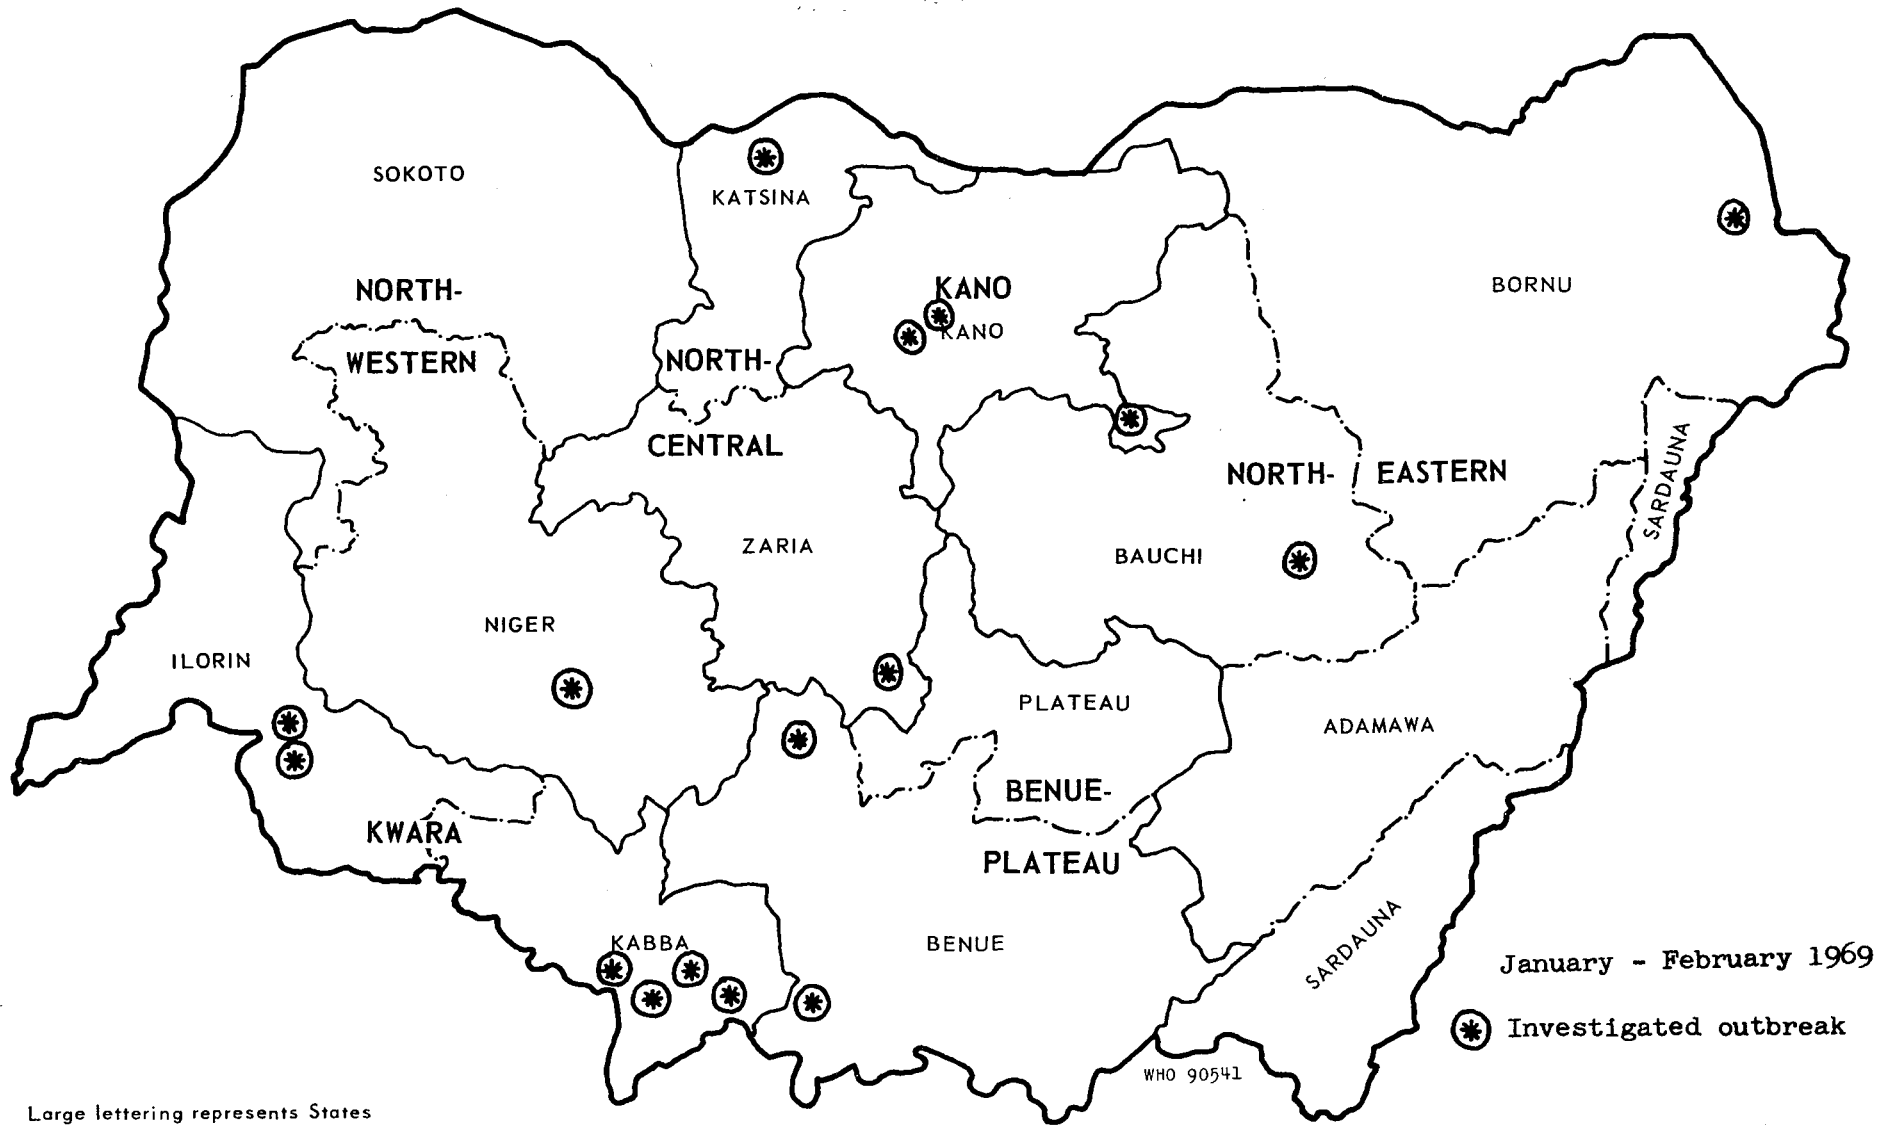 SOKOTO
KATSINA
NORTH-
WESTERN
KANO
KANO
BORNU
NORTH-
CENTRAL
NORTH- EASTERN
SARDAUNA
ZARIA
BAUCHI
NIGER
ILORIN
PLATEAU
ADAMAWA
BENUE-
PLATEAU
KWARA
KABBA
BENUE
SARDAUNA
January - February 1969
Investigated outbreak
WHO 90541
Large lettering represents States